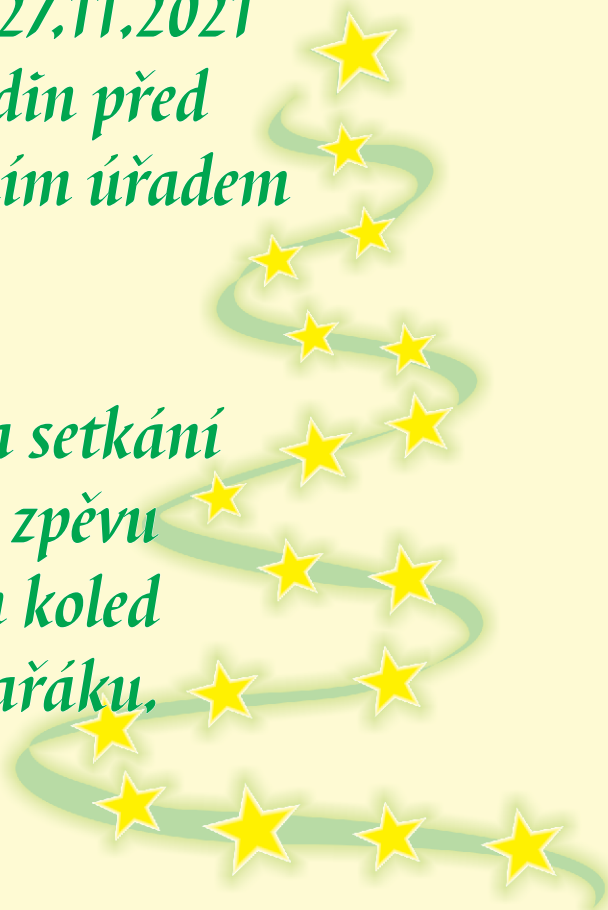 27.11.2021
din před
ím úřadem
setkání
zpěvu
koled
ařáku,